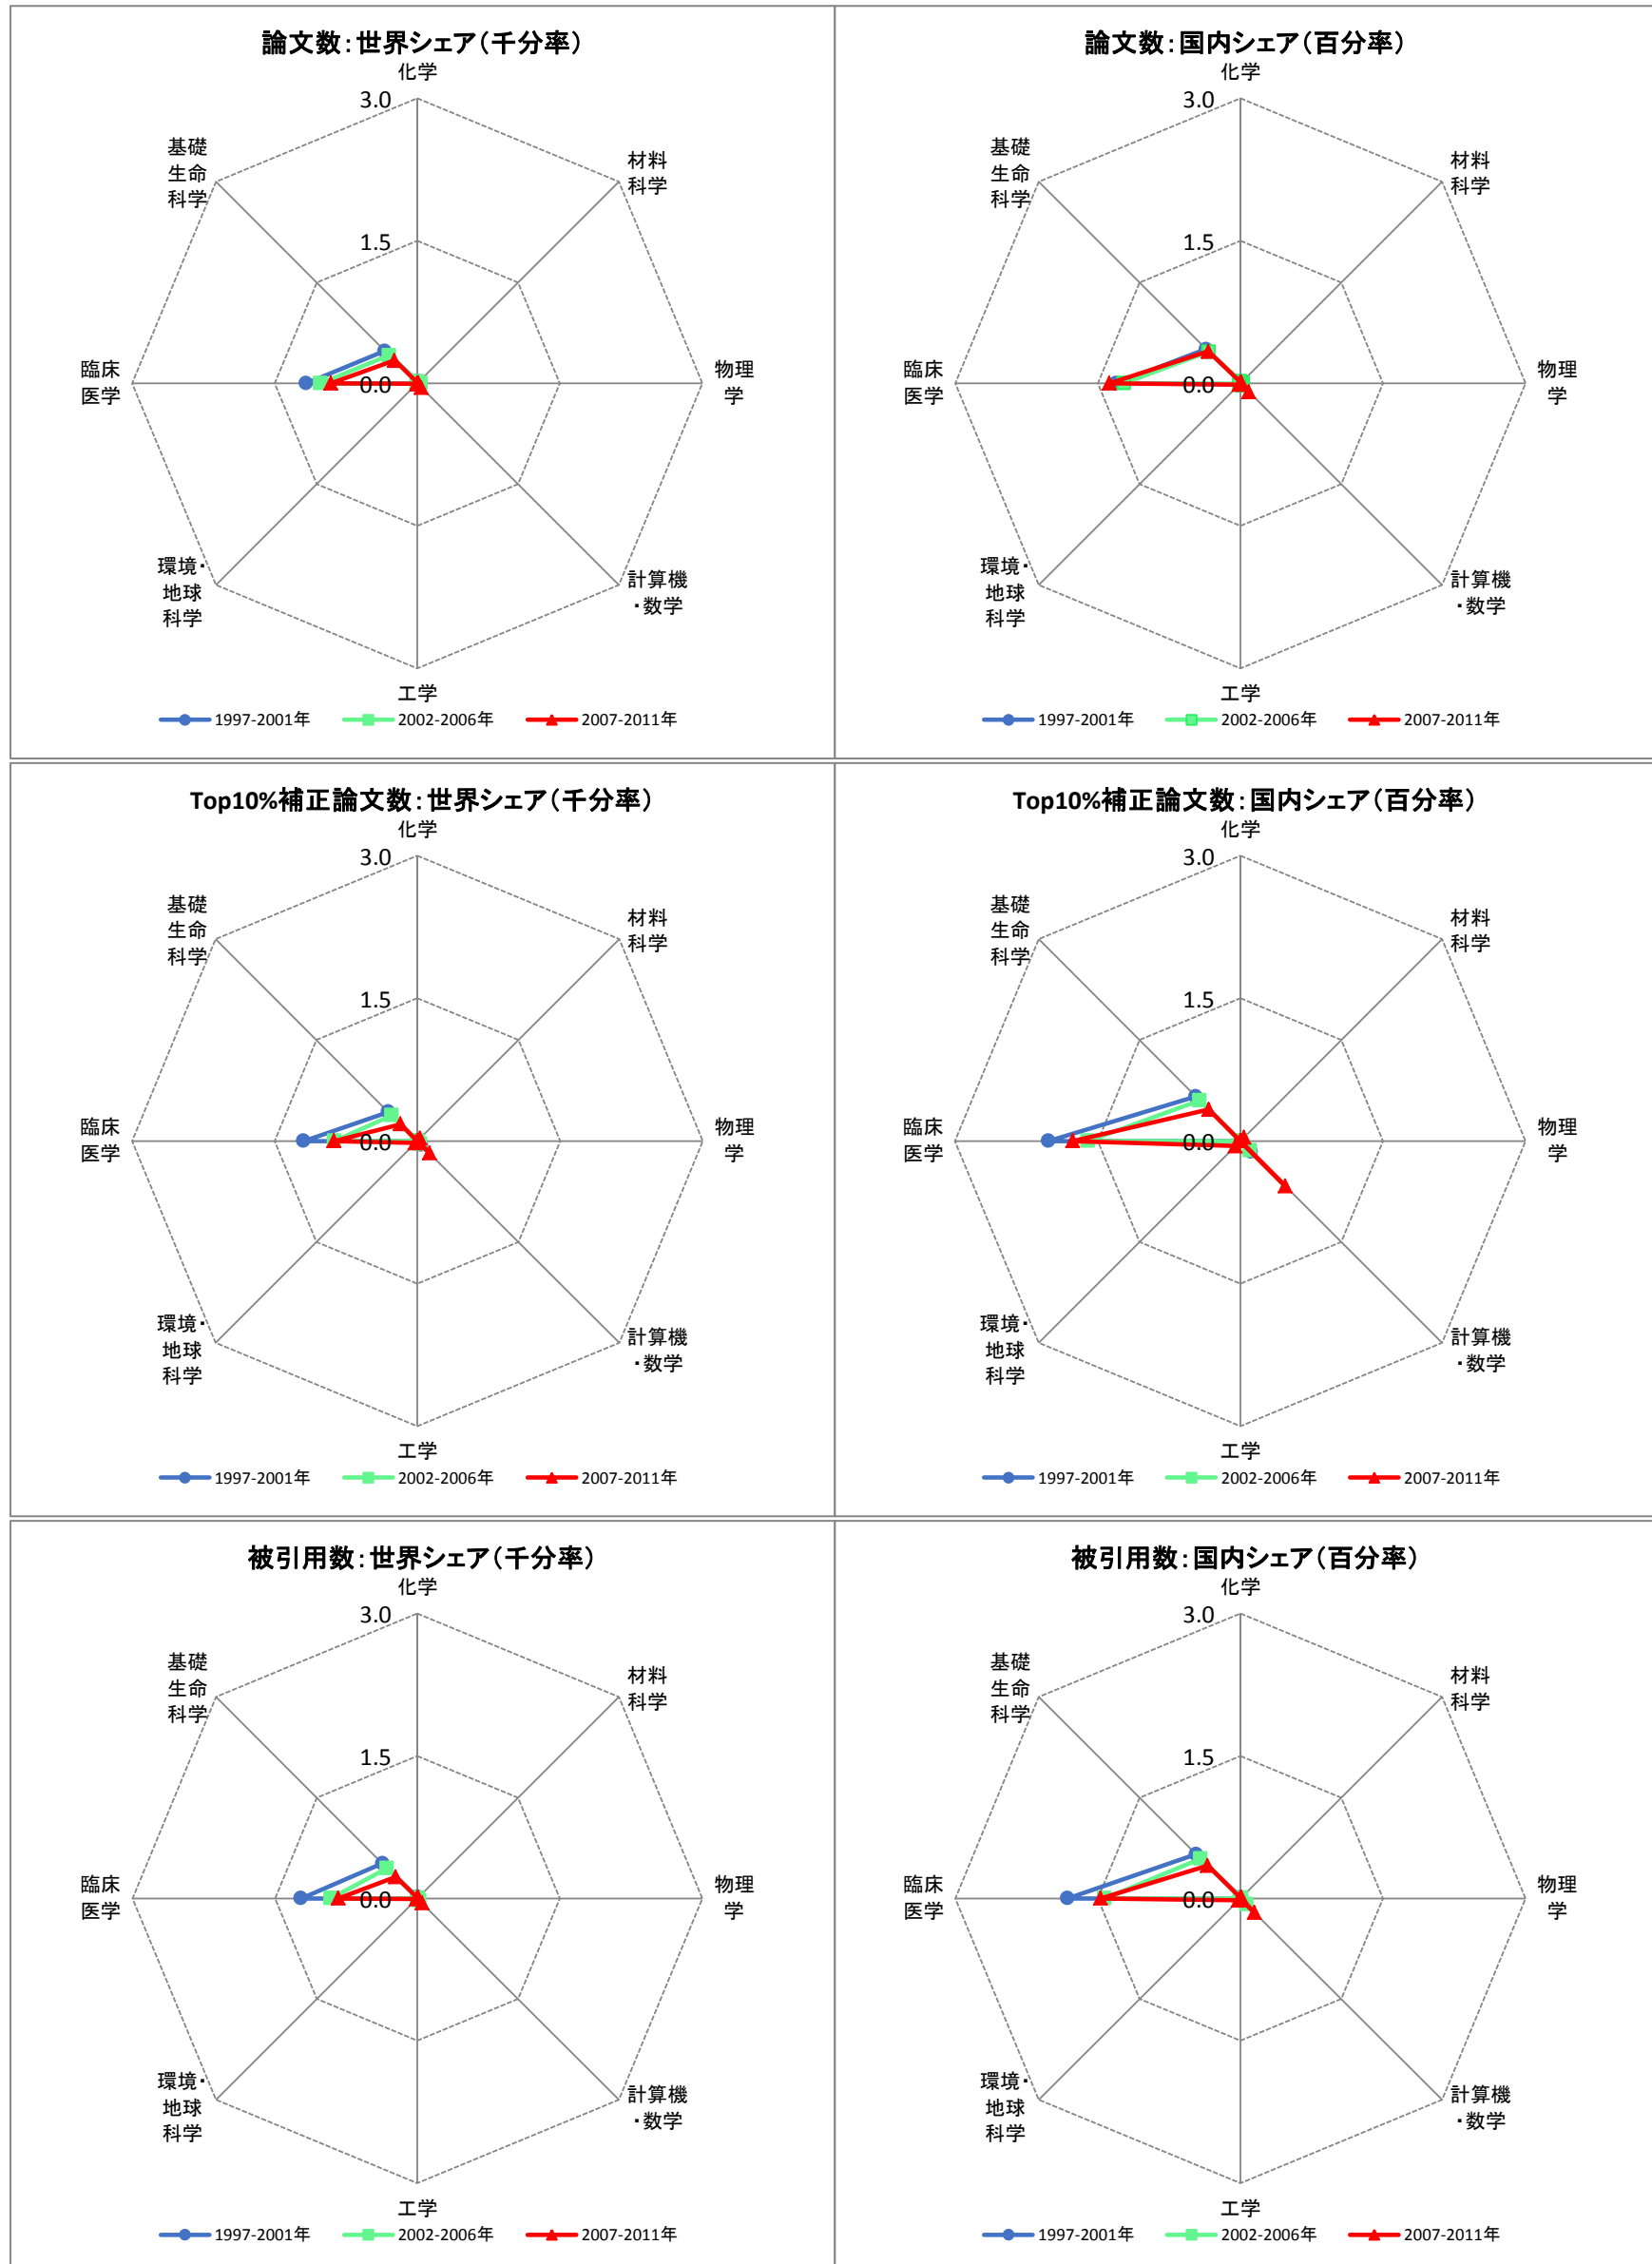 論文数：世界シェア（千分率）
化学
3.0
基礎
生命
科学
材料
科学
1.5
臨床
医学
0.0
物理
学
環境・
地球
科学
計算機
・数学
工学
1997-2001年 2002-2006年 2007-2011年
論文数：国内シェア（百分率）
化学
3.0
基礎
生命
科学
材料
科学
1.5
臨床
医学
0.0
物理
学
環境・
地球
科学
計算機
・数学
工学
1997-2001年 2002-2006年 2007-2011年
Top10%補正論文数：世界シェア（千分率）
化学
3.0
基礎
生命
科学
材料
科学
1.5
臨床
医学
0.0
物理
学
環境・
地球
科学
計算機
・数学
工学
1997-2001年 2002-2006年 2007-2011年
Top10%補正論文数：国内シェア（百分率）
化学
3.0
基礎
生命
科学
材料
科学
1.5
臨床
医学
0.0
物理
学
環境・
地球
科学
計算機
・数学
工学
1997-2001年 2002-2006年 2007-2011年
被引用数：世界シェア（千分率）
化学
3.0
基礎
生命
科学
材料
科学
1.5
臨床
医学
0.0
物理
学
環境・
地球
科学
計算機
・数学
工学
1997-2001年 2002-2006年 2007-2011年
被引用数：国内シェア（百分率）
化学
3.0
基礎
生命
科学
材料
科学
1.5
臨床
医学
0.0
物理
学
環境・
地球
科学
計算機
・数学
工学
1997-2001年 2002-2006年 2007-2011年